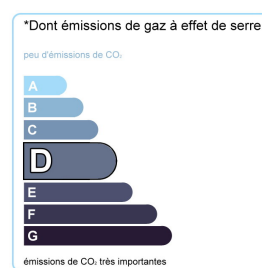 *Dont émissions de gaz à effet de serre
peu d'émissions de CO₂
A
B
C
D
E
F
G
émissions de CO₂ très importantes